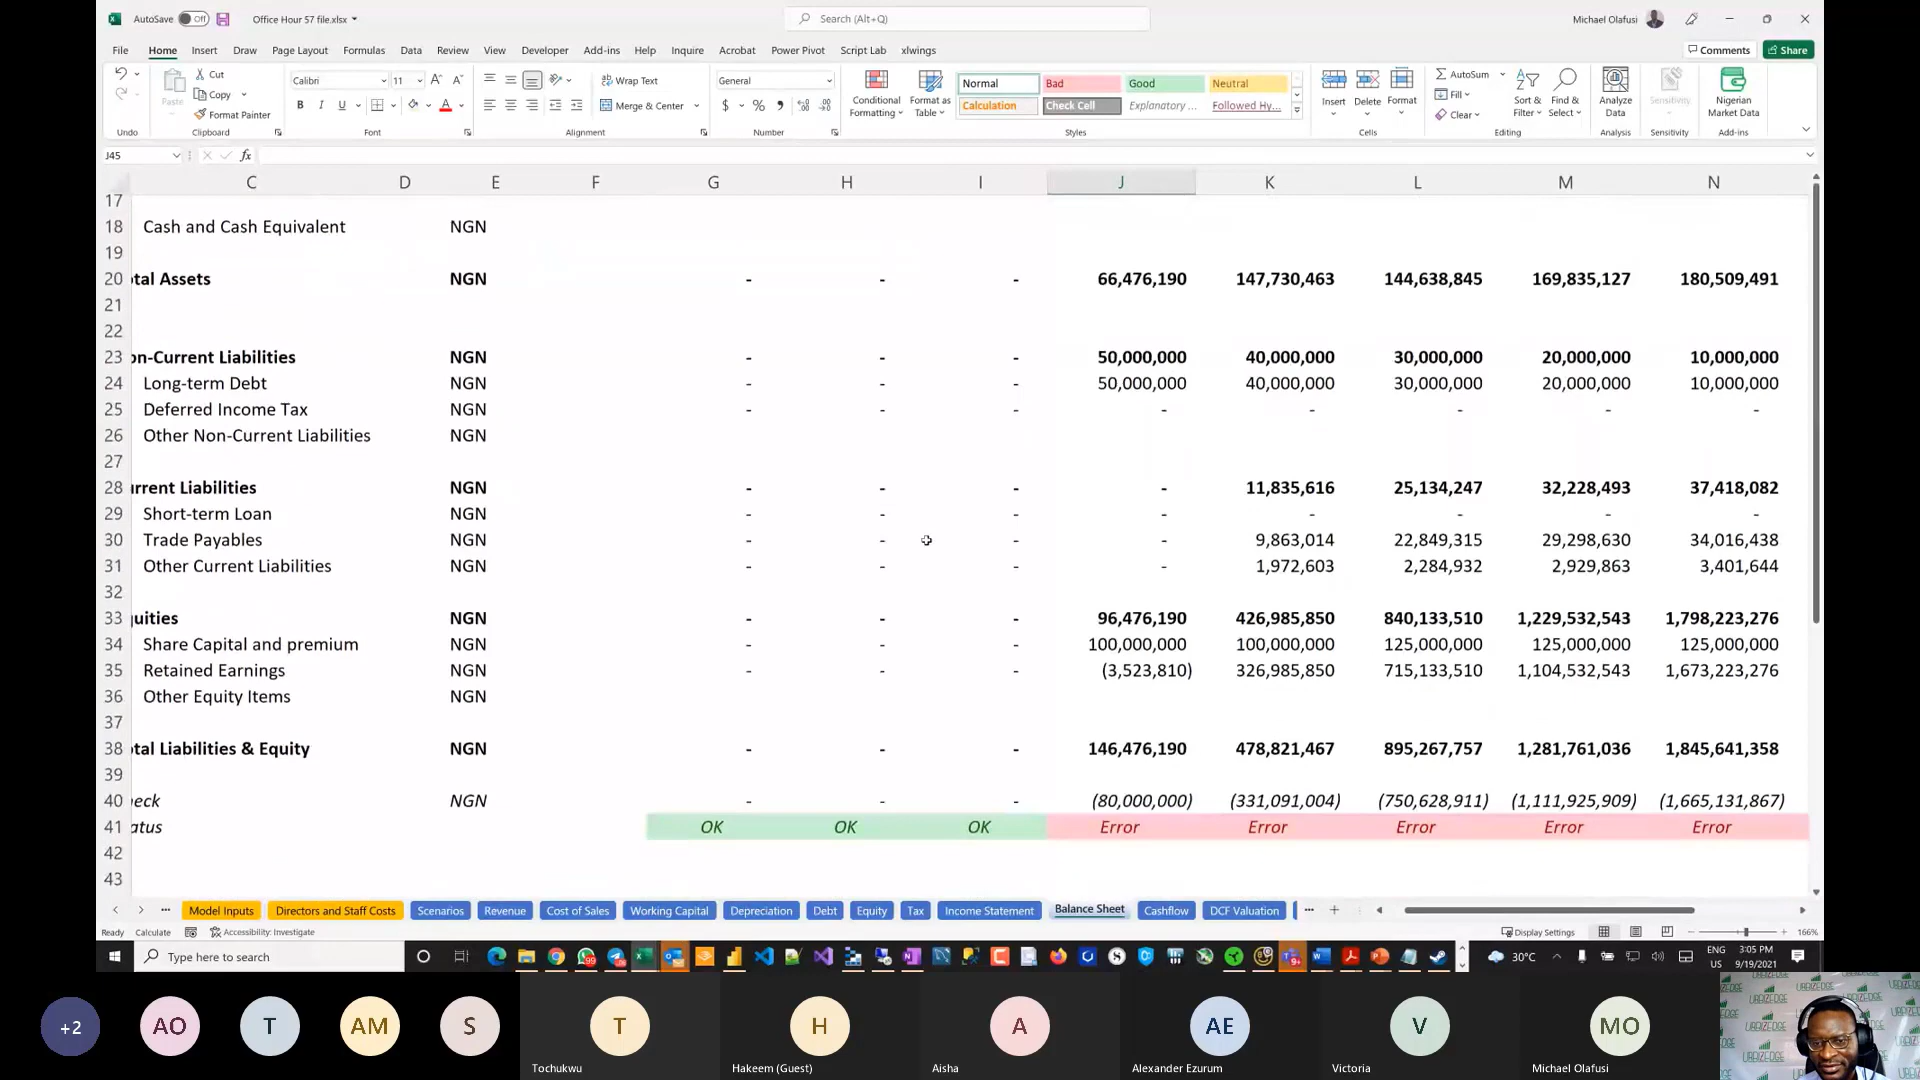 AutoSave Off Office Hour 57 file.xlsx Search (Alt+Q) Michael Olafusi
File Home Insert Draw Page Layout Formulas Data Review View Developer Add-ins Help Inquire Acrobat Power Pivot Script Lab xlwings Comments Share
Paste Cut Copy Format Painter
Calibri 11
B I U
Wrap Text
Merge & Center
General
Conditional Formatting Format as Table
Normal Bad Good Neutral
Calculation Check Cell Explanatory ... Followed Hy...
Insert Delete Format
AutoSum Fill Clear
Sort & Filter Find & Select
Analyze Data Sensitivity Nigerian Market Data
Undo Clipboard Font Alignment Number Styles Cells Editing Analysis Sensitivity Add-ins
J45 fx
C D E F G H I J K L M N
17
18 Cash and Cash Equivalent NGN
19
20 tal Assets NGN - - - 66,476,190 147,730,463 144,638,845 169,835,127 180,509,491
21
22
23 on-Current Liabilities NGN - - - 50,000,000 40,000,000 30,000,000 20,000,000 10,000,000
24 Long-term Debt NGN - - - 50,000,000 40,000,000 30,000,000 20,000,000 10,000,000
25 Deferred Income Tax NGN - - - - - - - -
26 Other Non-Current Liabilities NGN
27
28 rrent Liabilities NGN - - - - 11,835,616 25,134,247 32,228,493 37,418,082
29 Short-term Loan NGN - - - - - - - -
30 Trade Payables NGN - - - - 9,863,014 22,849,315 29,298,630 34,016,438
31 Other Current Liabilities NGN - - - - 1,972,603 2,284,932 2,929,863 3,401,644
32
33 uities NGN - - - 96,476,190 426,985,850 840,133,510 1,229,532,543 1,798,223,276
34 Share Capital and premium NGN - - - 100,000,000 100,000,000 125,000,000 125,000,000 125,000,000
35 Retained Earnings NGN - - - (3,523,810) 326,985,850 715,133,510 1,104,532,543 1,673,223,276
36 Other Equity Items NGN
37
38 tal Liabilities & Equity NGN - - - 146,476,190 478,821,467 895,267,757 1,281,761,036 1,845,641,358
39
40 eck NGN - - - (80,000,000) (331,091,004) (750,628,911) (1,111,925,909) (1,665,131,867)
41 atus OK OK OK Error Error Error Error Error
42
43
Model Inputs Directors and Staff Costs Scenarios Revenue Cost of Sales Working Capital Depreciation Debt Equity Tax Income Statement Balance Sheet Cashflow DCF Valuation
Ready Calculate Accessibility: Investigate Display Settings 166%
Type here to search 30°C ENG US 3:05 PM 9/19/2021
+2 AO T AM S T H A AE V MO
Tochukwu Hakeem (Guest) Aisha Alexander Ezurum Victoria Michael Olafusi
URBIZEDGE